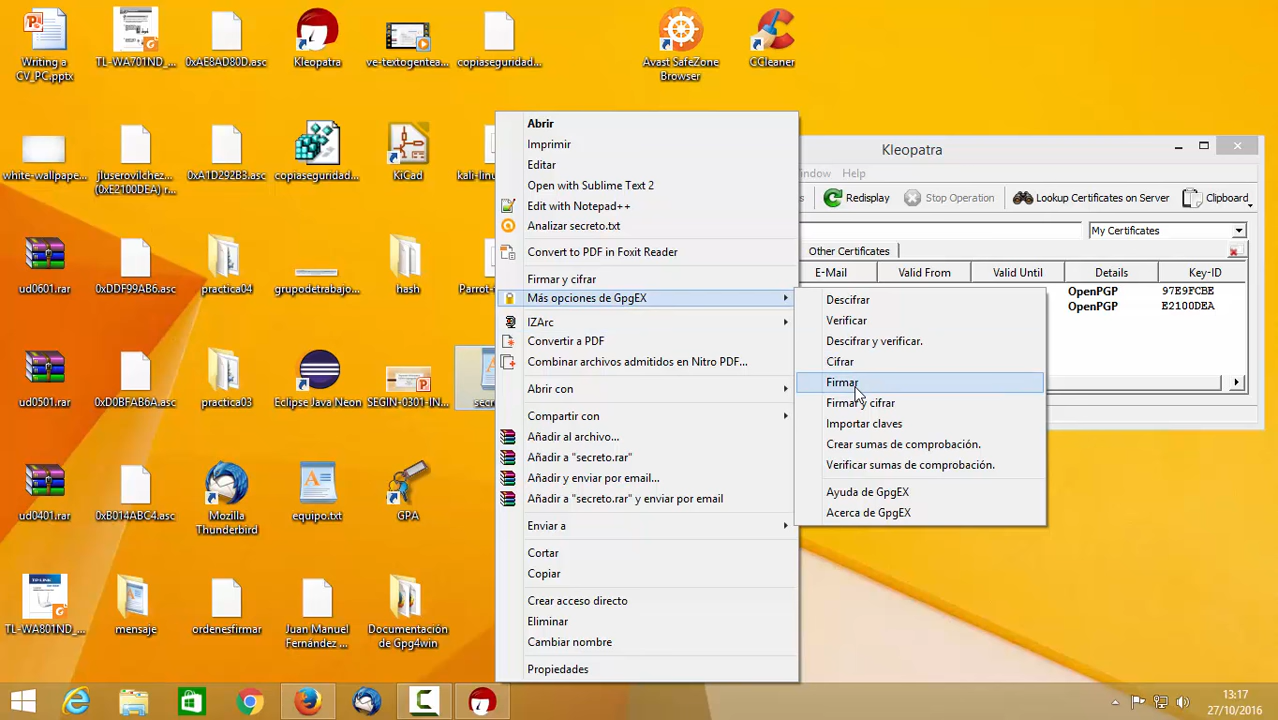 Writing a
CV_PC.pptx
TL-WA701ND_...
0xAE8AD80D.asc
Kleopatra
ve-textogentea...
copiaseguridad...
Avast SafeZone
Browser
CCleaner
white-wallpape...
jluserovilchez...
(0xE2100DEA) r...
0xA1D292B3.asc
copiaseguridad...
KiCad
kali-linu
ud0601.rar
0xDDF99AB6.asc
practica04
grupodetrabajo...
hash
Parrot-
ud0501.rar
0xD0BFAB6A.asc
practica03
Eclipse Java Neon
SEGIN-0301-IN...
secre
ud0401.rar
0xB014ABC4.asc
Mozilla
Thunderbird
equipo.txt
GPA
TL-WA801ND_...
mensaje
ordenesfirmar
Juan Manuel
Fernandez ...
Documentación
de Gpg4win
Abrir
Imprimir
Editar
Open with Sublime Text 2
Edit with Notepad++
Analizar secreto.txt
Convert to PDF in Foxit Reader
Firmar y cifrar
Más opciones de GpgEX
IZArc
Convertir a PDF
Combinar archivos admitidos en Nitro PDF...
Abrir con
Compartir con
Añadir al archivo...
Añadir a "secreto.rar"
Añadir y enviar por email...
Añadir a "secreto.rar" y enviar por email
Enviar a
Cortar
Copiar
Crear acceso directo
Eliminar
Cambiar nombre
Propiedades
Descifrar
Verificar
Descifrar y verificar.
Cifrar
Firmar
Firmar y cifrar
Importar claves
Crear sumas de comprobación.
Verificar sumas de comprobación.
Ayuda de GpgEX
Acerca de GpgEX
Kleopatra
indow Help
s Redisplay Stop Operation Lookup Certificates on Server Clipboard
My Certificates
Other Certificates
E-Mail Valid From Valid Until Details Key-ID
OpenPGP 97E9FCBE
OpenPGP E2100DEA
13:17
27/10/2016